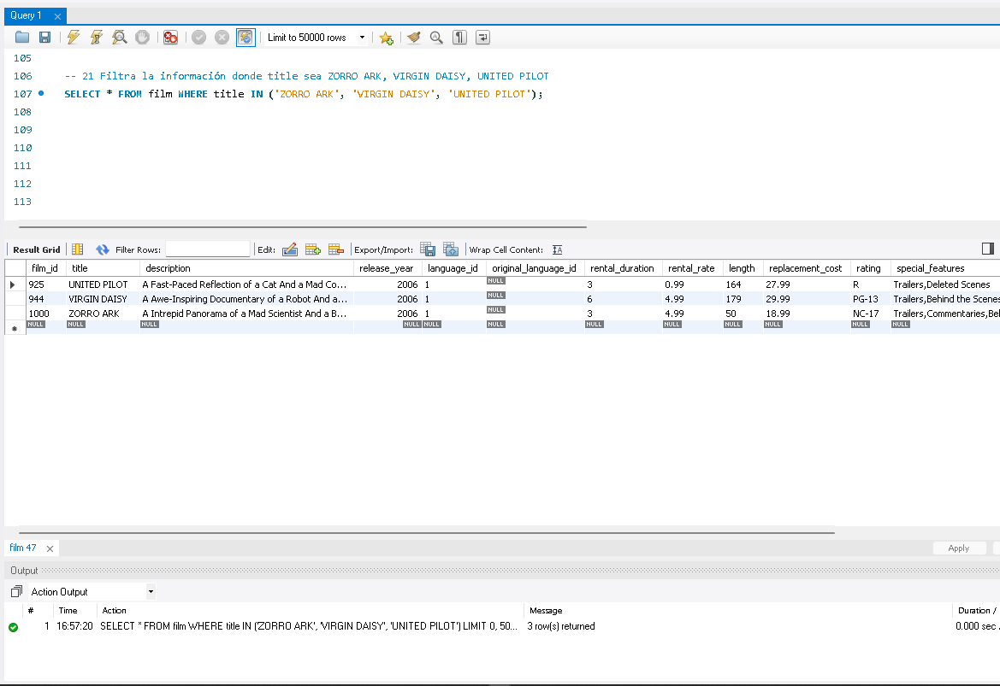 Query 1
Limit to 50000 rows
105
106 -- 21 Filtra la información donde title sea ZORRO ARK, VIRGIN DAISY, UNITED PILOT
107 SELECT * FROM film WHERE title IN ('ZORRO ARK', 'VIRGIN DAISY', 'UNITED PILOT');
108
109
110
111
112
113
Result Grid Filter Rows: Edit: Export/Import: Wrap Cell Content:
film_id title description release_year language_id original_language_id rental_duration rental_rate length replacement_cost rating special_features
925 UNITED PILOT A Fast-Paced Reflection of a Cat And a Mad Co... 2006 1 NULL 3 0.99 164 27.99 R Trailers,Deleted Scenes
944 VIRGIN DAISY A Awe-Inspiring Documentary of a Robot And a... 2006 1 NULL 6 4.99 179 29.99 PG-13 Trailers,Behind the Scenes
1000 ZORRO ARK A Intrepid Panorama of a Mad Scientist And a B... 2006 1 NULL 3 4.99 50 18.99 NC-17 Trailers,Commentaries,Bel
NULL NULL NULL NULL NULL NULL NULL NULL NULL NULL NULL NULL
film 47 Apply
Output
Action Output
# Time Action Message Duration /
1 16:57:20 SELECT * FROM film WHERE title IN ('ZORRO ARK', 'VIRGIN DAISY', 'UNITED PILOT') LIMIT 0, 50... 3 row(s) returned 0.000 sec